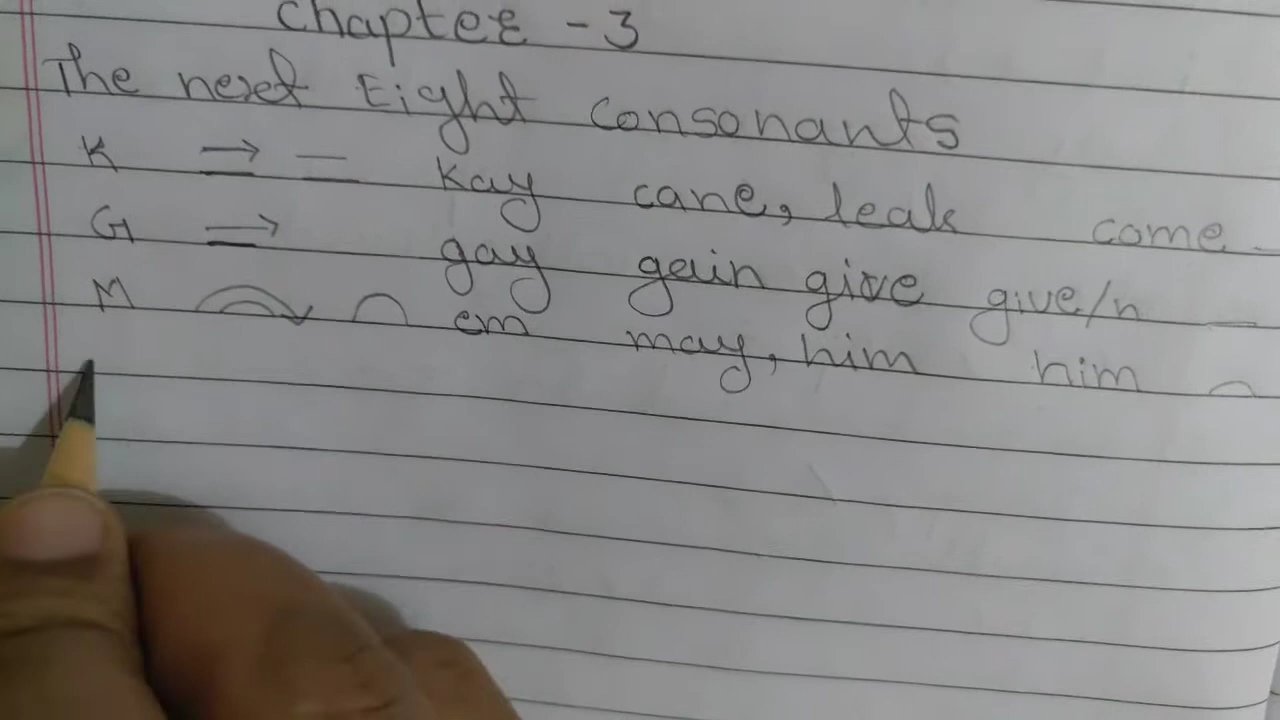 Chapter - 3
The next Eight consonants
K → — Kay cane, leak come
G → gay gain give give/n —
M ⌒ em may, him him ⌒